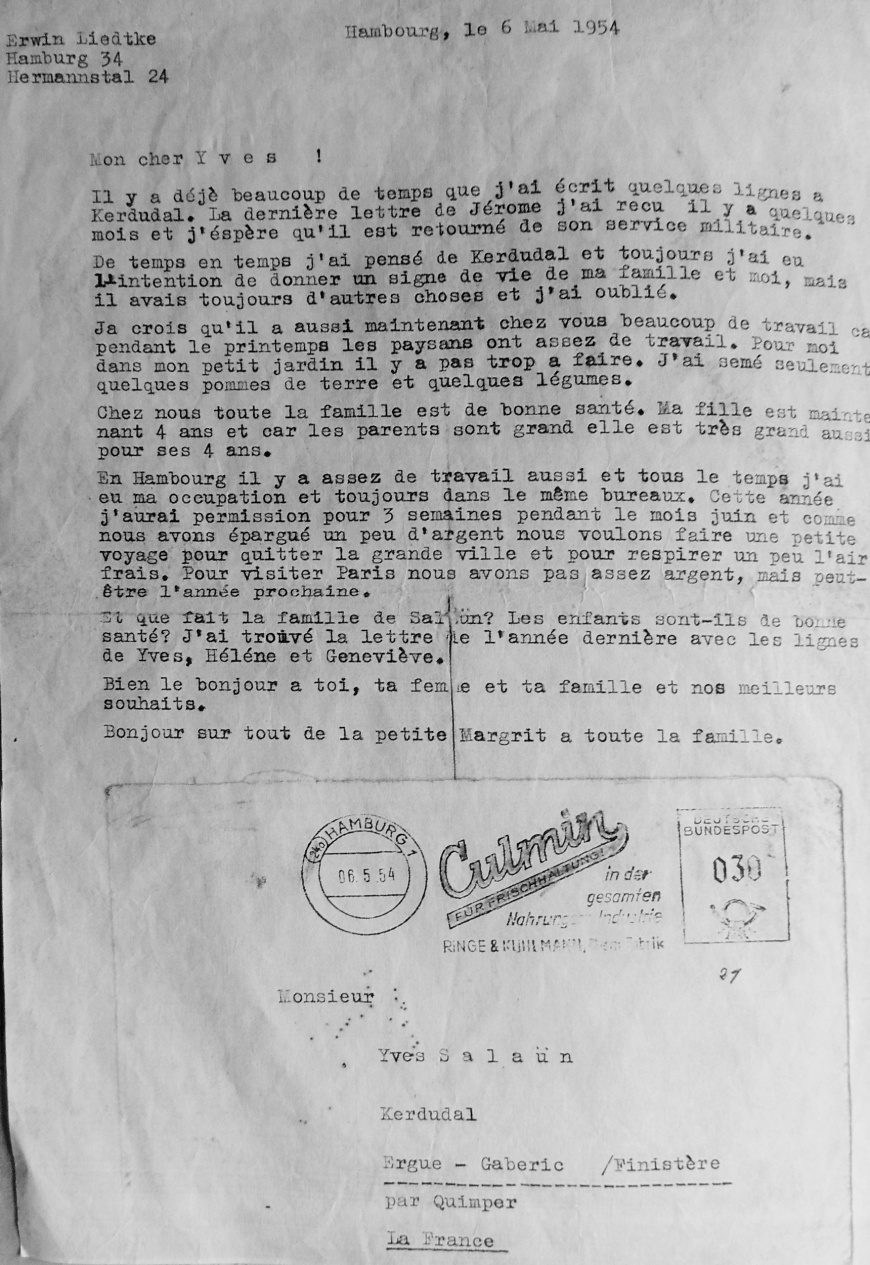 Erwin Liedtke
Hamburg 34
Hermannstal 24
Hambourg, le 6 Mai 1954
Mon cher Y v e s !
Il y a déjè beaucoup de temps que j'ai écrit quelques lignes a
Kerdudal. La dernière lettre de Jérome j'ai recu il y a quelques
mois et j'éspère qu'il est retourné de son service militaire.
De temps en temps j'ai pensé de Kerdudal et toujours j'ai eu
l'intention de donner un signe de vie de ma famille et moi, mais
il avais toujours d'autres choses et j'ai oublié.
Ja crois qu'il a aussi maintenant chez vous beaucoup de travail ca
pendant le printemps les paysans ont assez de travail. Pour moi
dans mon petit jardin il y a pas trop a faire. J'ai semé seulement
quelques pommes de terre et quelques légumes.
Chez nous toute la famille est de bonne santé. Ma fille est mainte
nant 4 ans et car les parents sont grand elle est très grand aussi
pour ses 4 ans.
En Hambourg il y a assez de travail aussi et tous le temps j'ai
eu ma occupation et toujours dans le même bureaux. Cette année
j'aurai permission pour 3 semaines pendant le mois juin et comme
nous avons épargué un peu d'argent nous voulons faire une petite
voyage pour quitter la grande ville et pour respirer un peu l'air
frais. Pour visiter Paris nous avons pas assez argent, mais peut-
être l'année prochaine.
Et que fait la famille de Salaün? Les enfants sont-ils de bonne
santé? J'ai trouvé la lettre de l'année dernière avec les lignes
de Yves, Héléne et Geneviève.
Bien le bonjour a toi, ta femme et ta famille et nos meilleurs
souhaits.
Bonjour sur tout de la petite Margrit a toute la famille.
(24a) HAMBURG 1
06.5.54
Culmin
FÜR FRISCHHALTUNG!
in der
gesamten
Nahrungs Industrie
RINGE & KUHLMANN,
DEUTSCHE
BUNDESPOST
030
Monsieur
Yves S a l a ü n
Kerdudal
Ergue - Gaberic /Finistère
par Quimper
La France